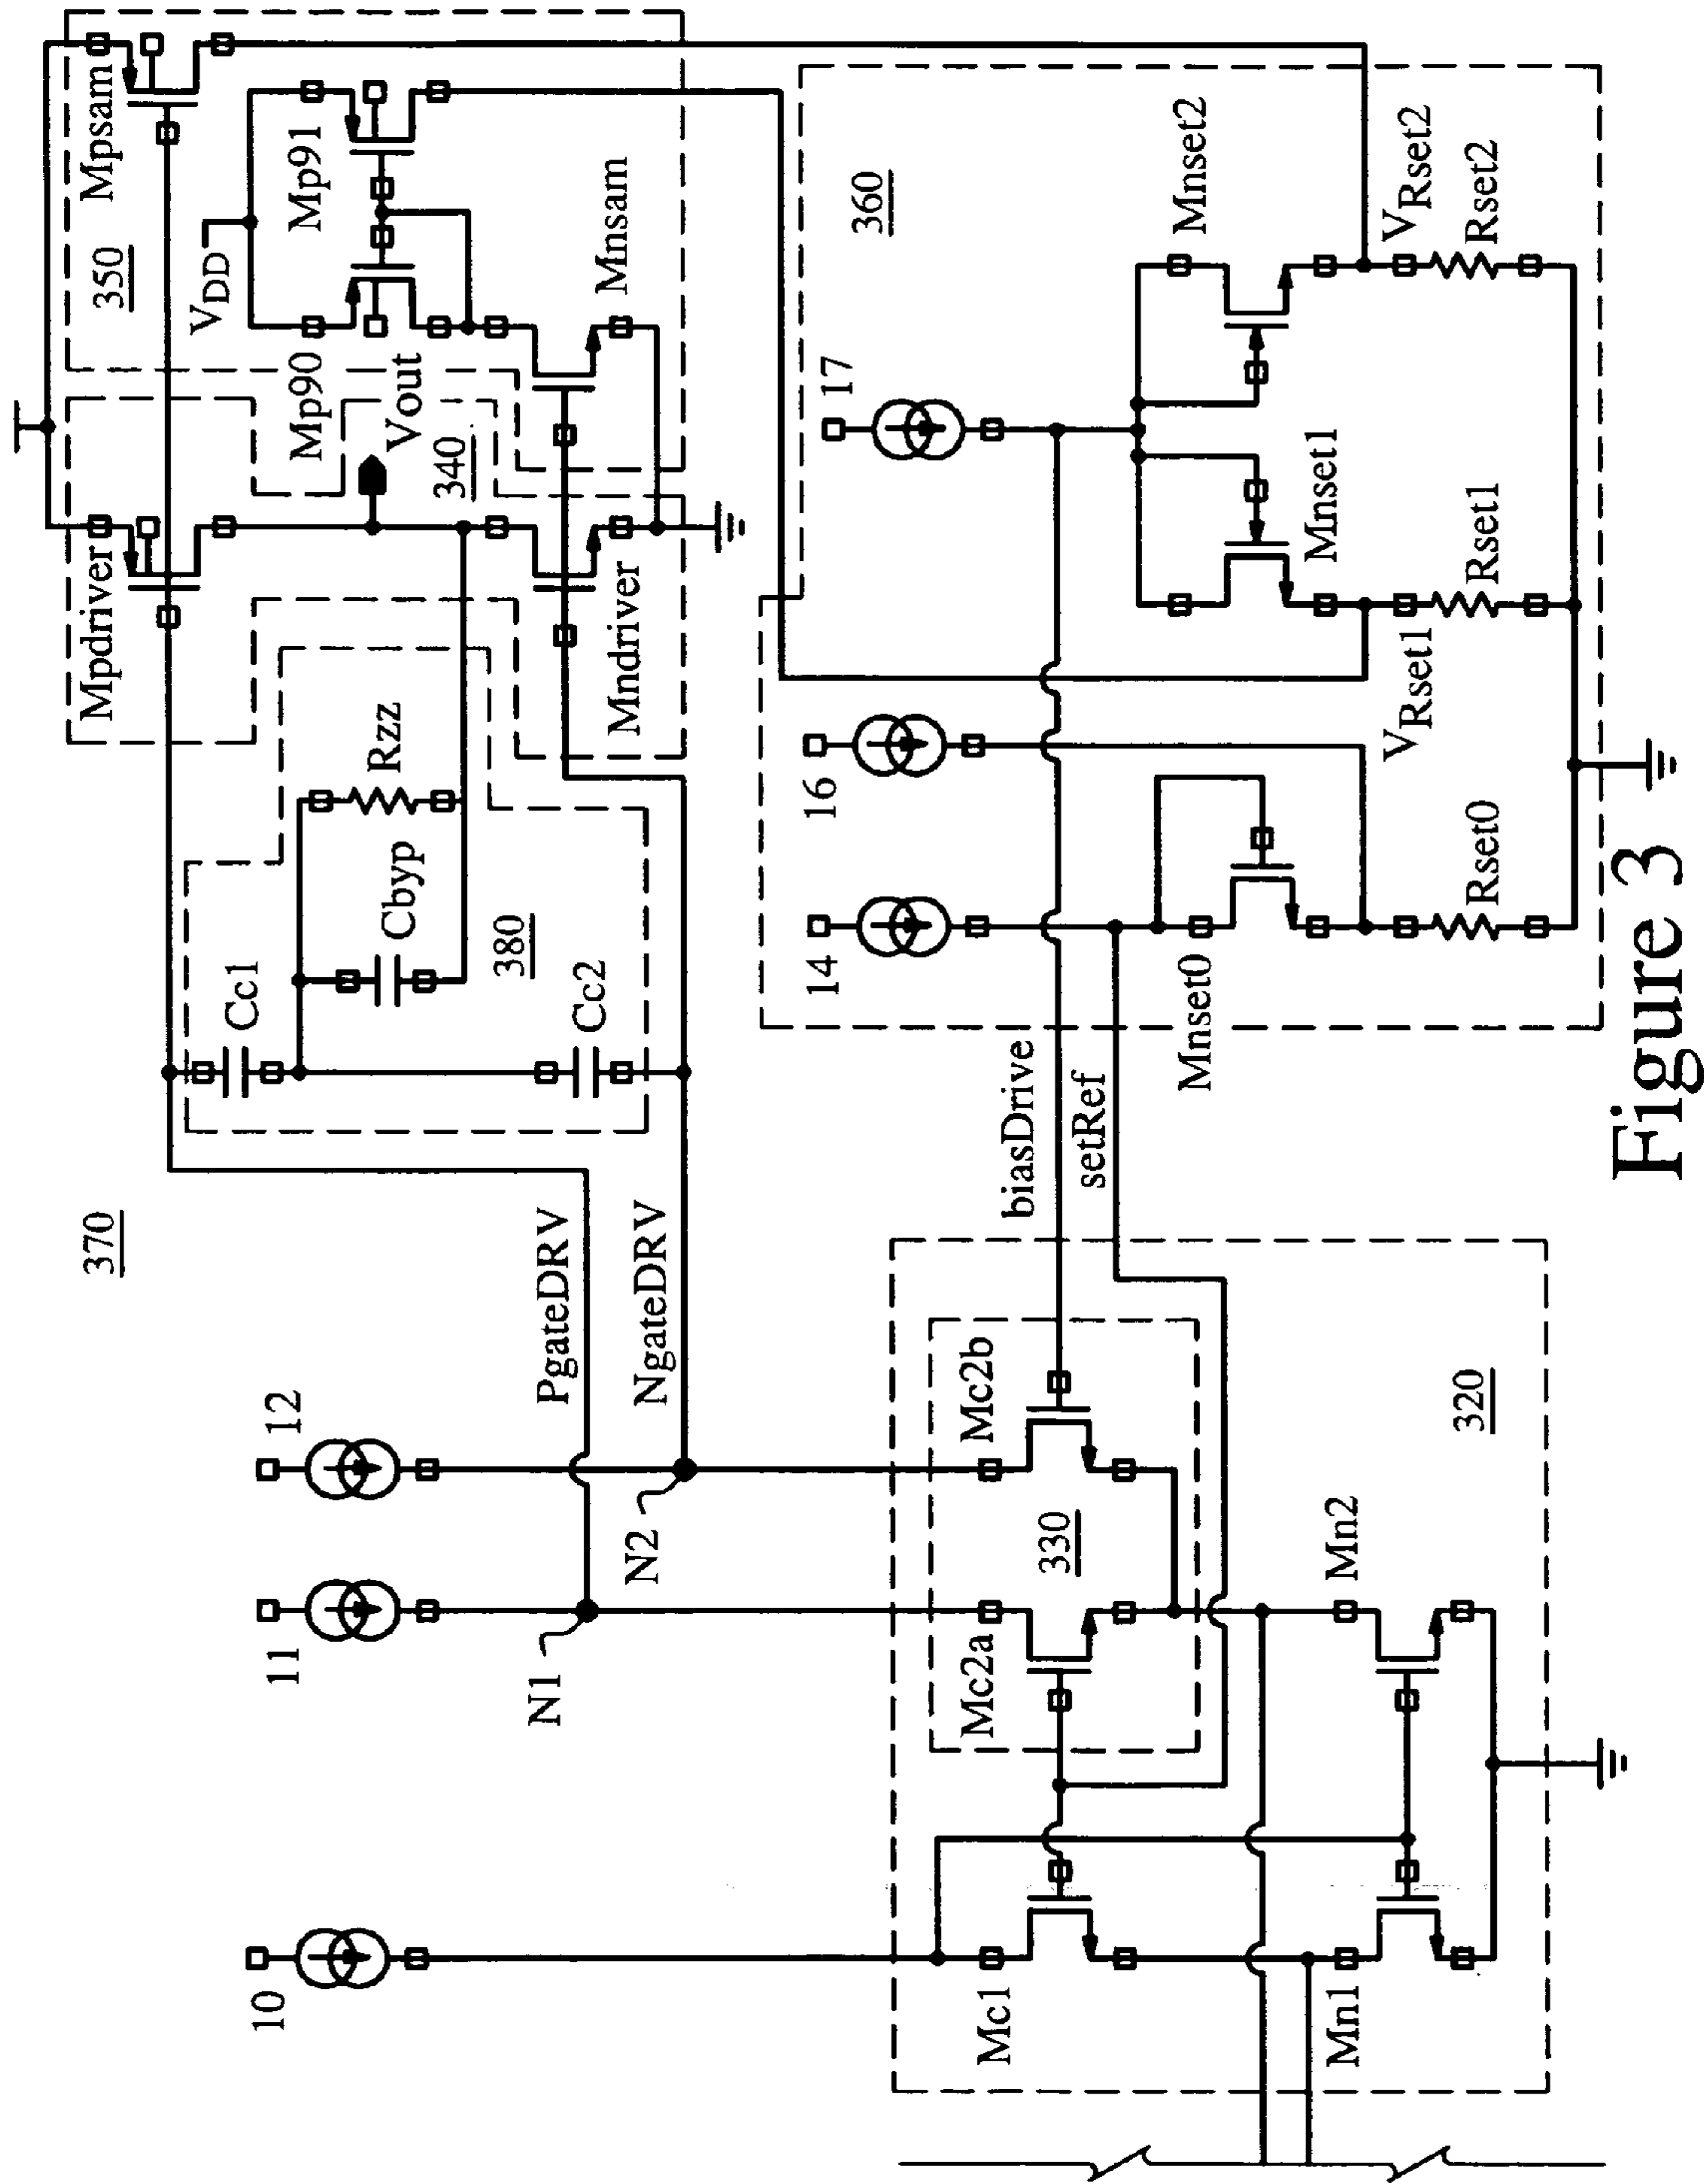 370
10
11
12
N1
N2
PgateDRV
NgateDRV
Cc1
Cc2
Cbyp
380
Rzz
Mpdriver
Mndriver
340
Vout
350
Mpsam
VDD
Mp90
Mp91
Mnsam
320
330
Mc1
Mc2a
Mc2b
Mn1
Mn2
biasDrive
setRef
360
14
16
17
Mnset0
Mnset1
Mnset2
VRset1
VRset2
Rset0
Rset1
Rset2
Figure 3